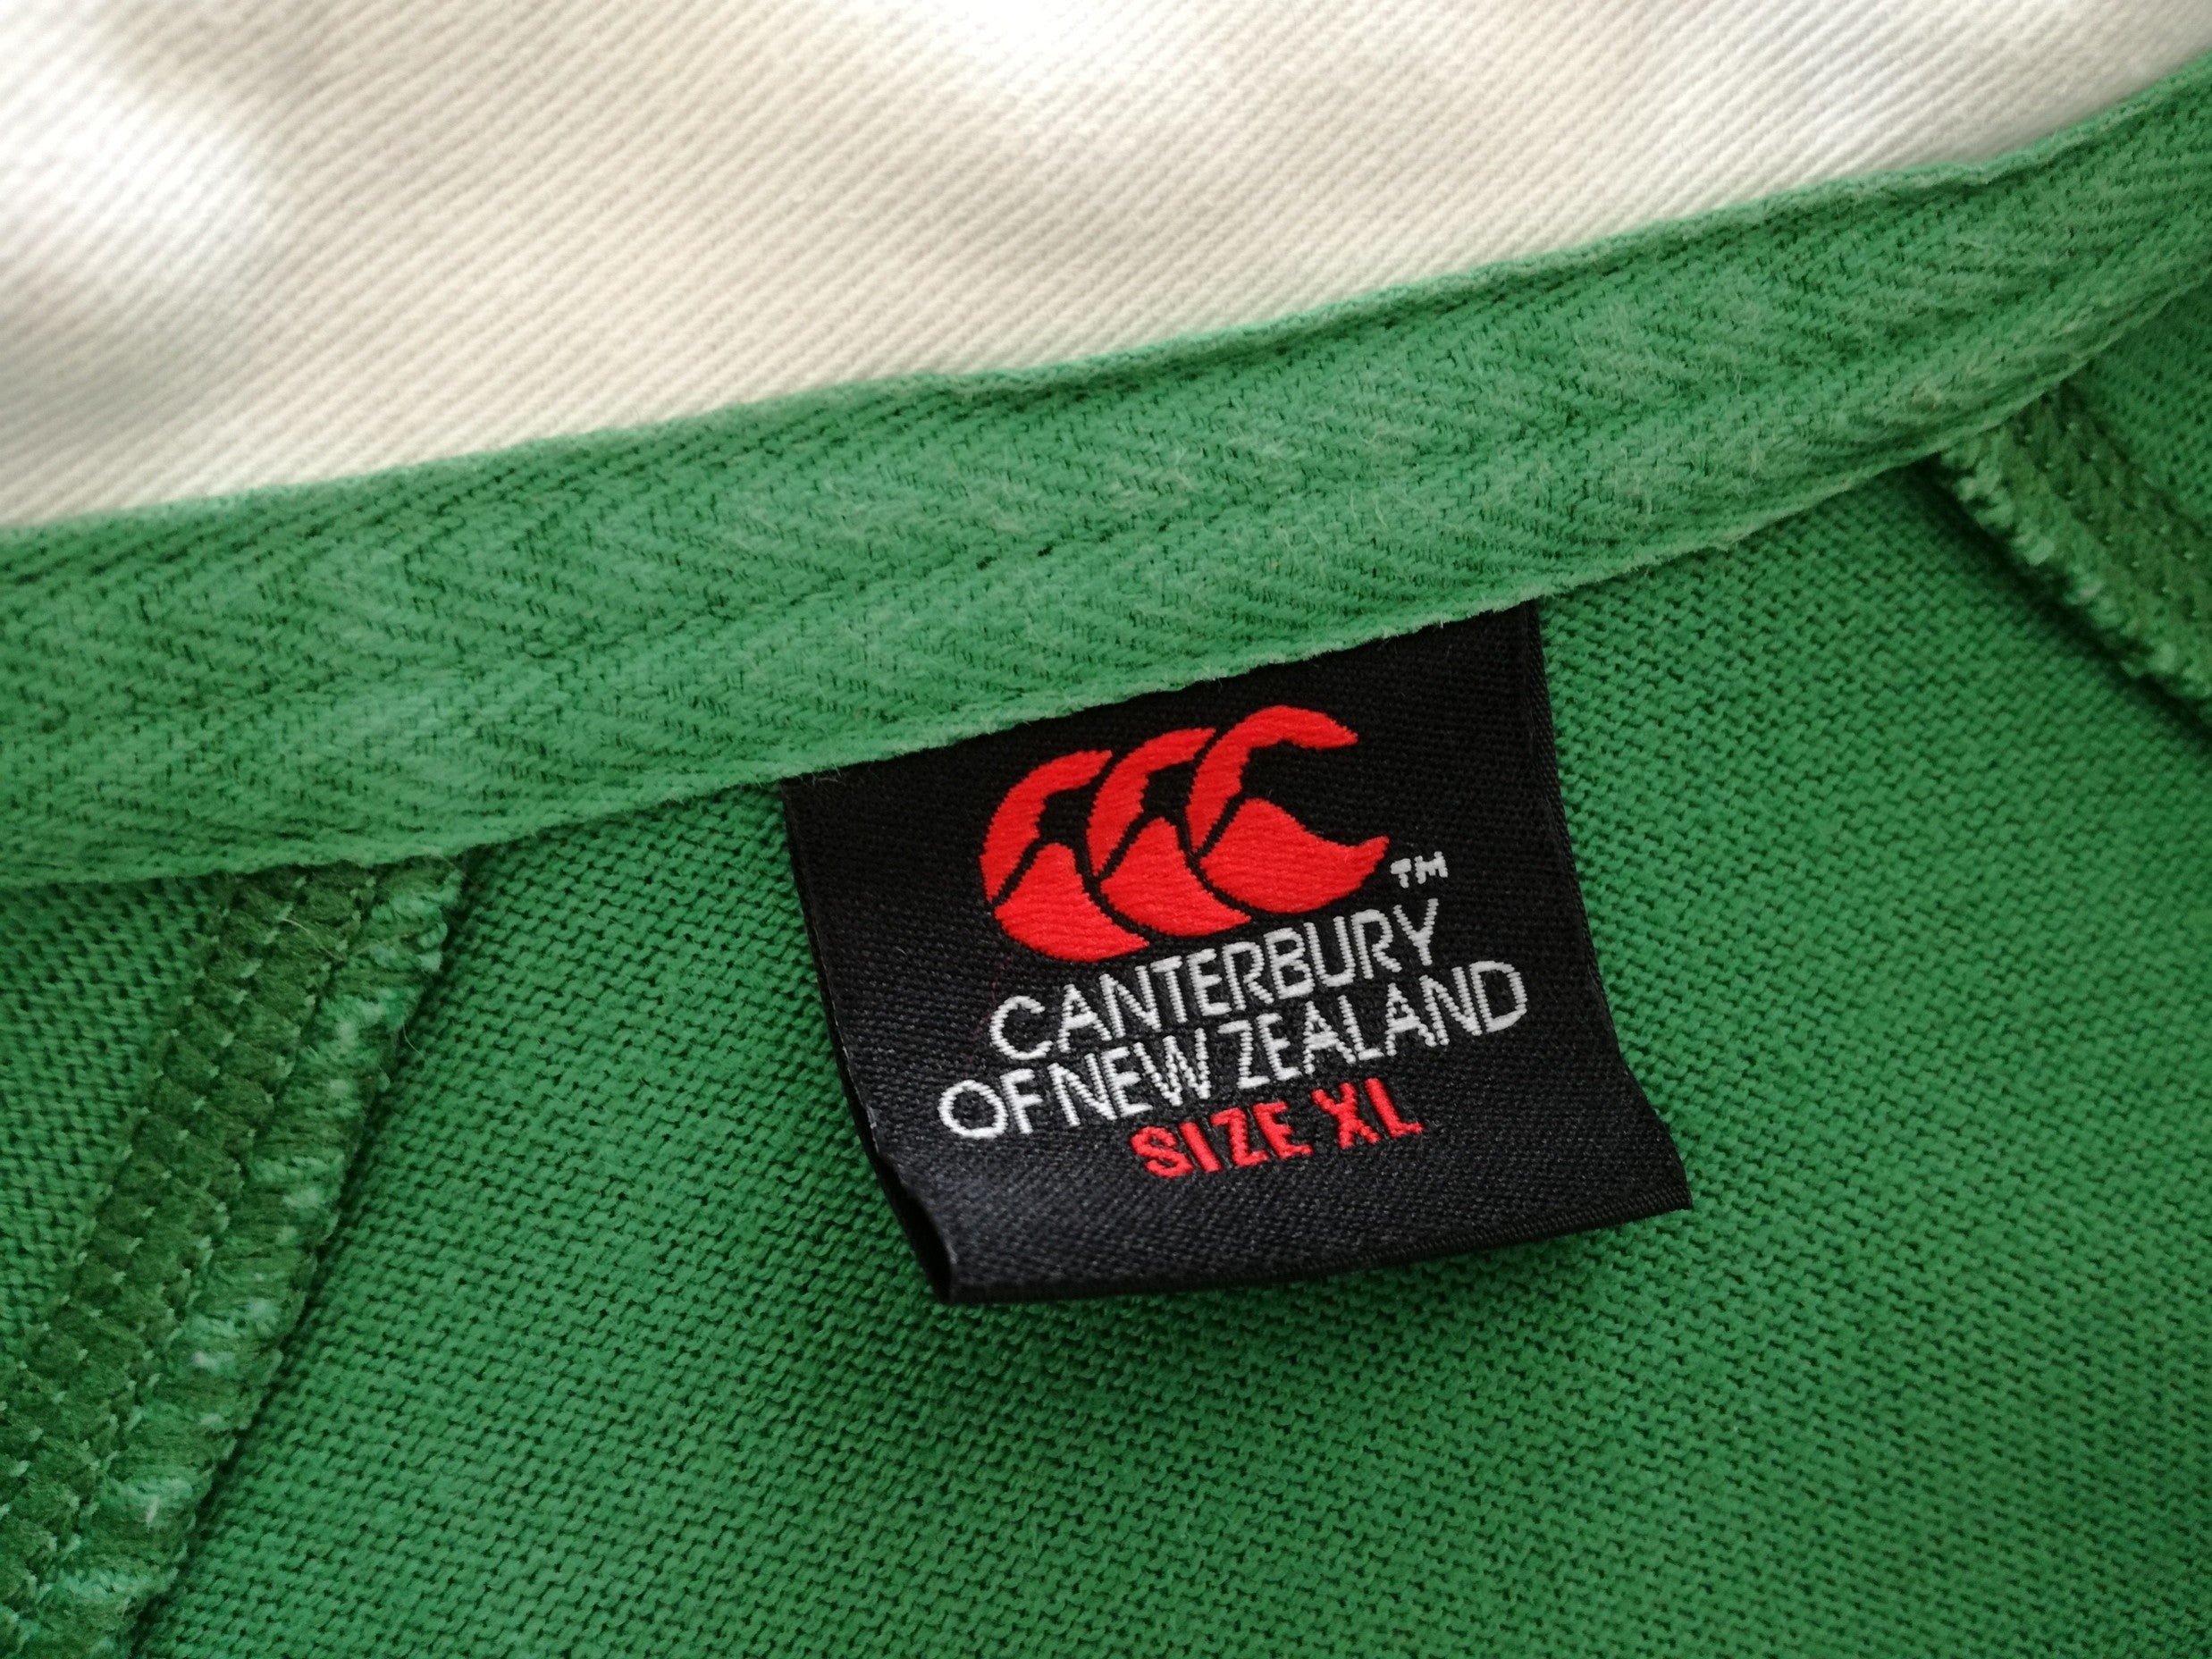 TM
CANTERBURY
OF NEW ZEALAND
SIZE XL